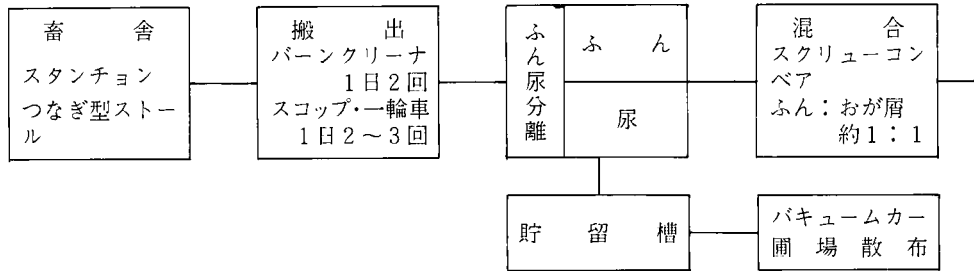 畜舎
スタンチョン
つなぎ型ストー
ル
搬出
バーンクリーナ
1日2回
スコップ・一輪車
1日2～3回
ふん尿分離
ふん
尿
混合
スクリューコン
ベア
ふん：おが屑
約1：1
貯留槽
バキュームカー
圃場散布